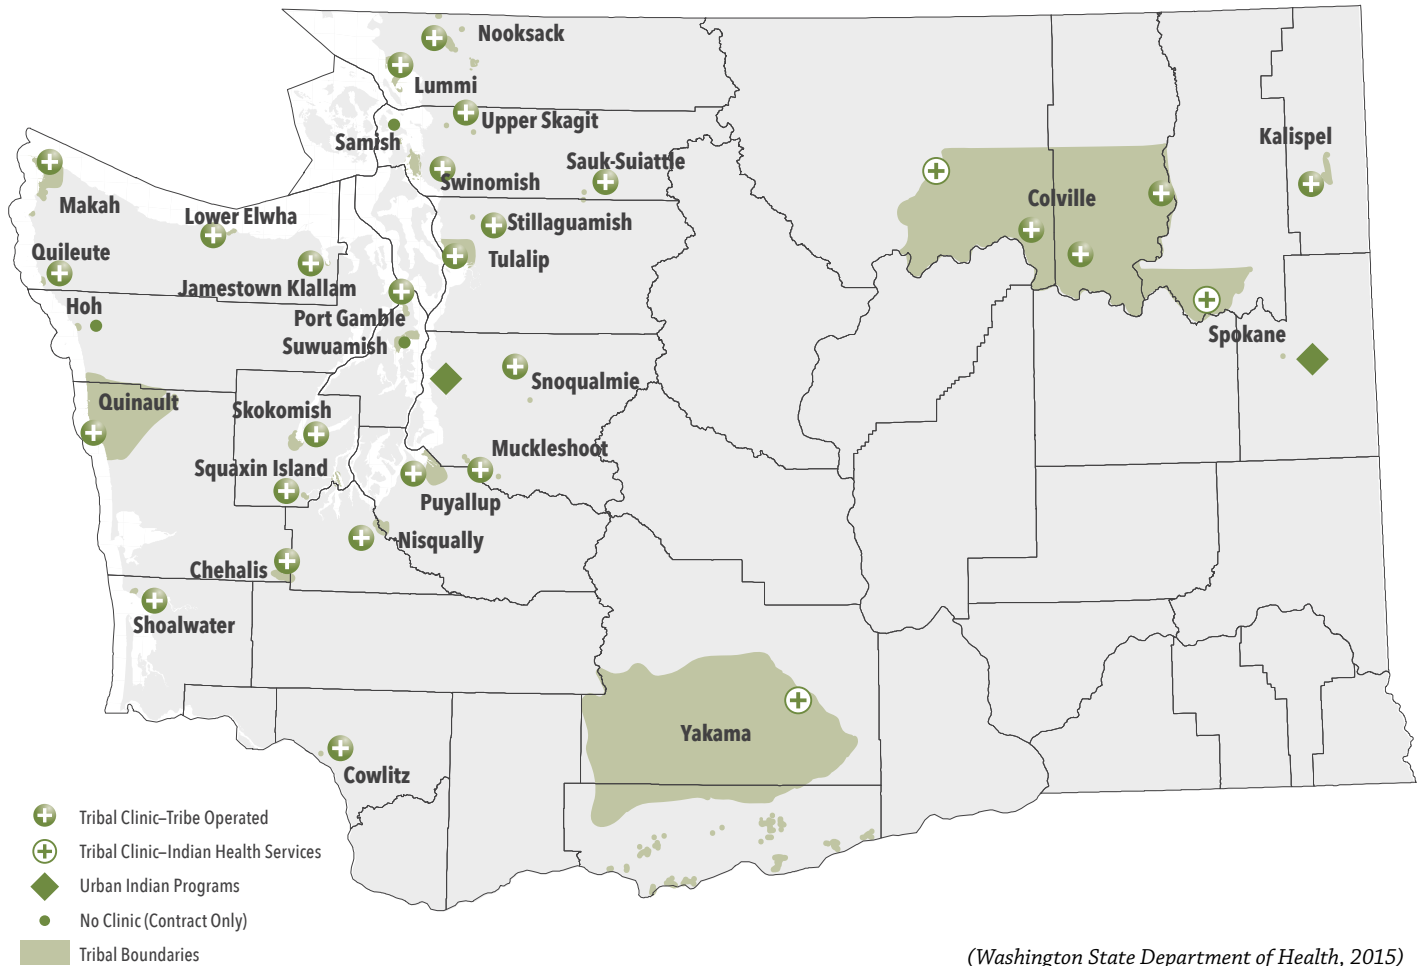 Nooksack
Lummi
Upper Skagit
Samish
Kalispel
Sauk-Suiattle
Swinomish
Makah
Colville
Lower Elwha
Stillaguamish
Quileute
Tulalip
Jamestown Klallam
Hoh
Port Gamble
Suwuamish
Spokane
Snoqualmie
Quinault
Skokomish
Muckleshoot
Squaxin Island
Puyallup
Nisqually
Chehalis
Shoalwater
Yakama
Cowlitz
Tribal Clinic–Tribe Operated
Tribal Clinic–Indian Health Services
Urban Indian Programs
No Clinic (Contract Only)
Tribal Boundaries
(Washington State Department of Health, 2015)